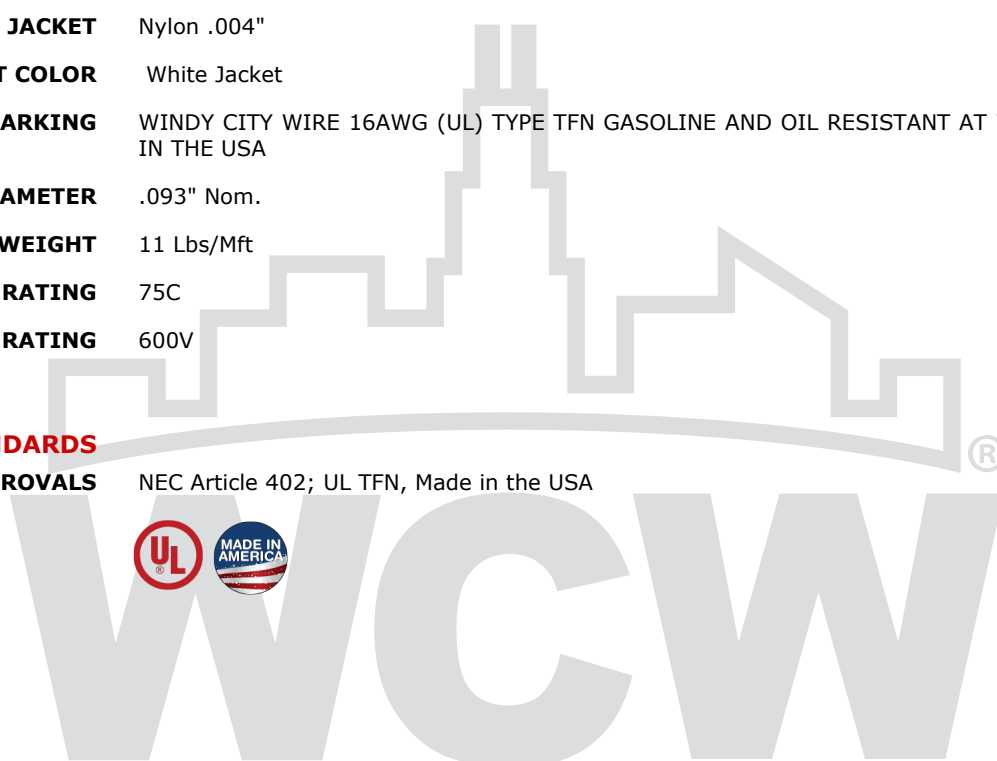 JACKET Nylon .004"
T COLOR White Jacket
ARKING WINDY CITY WIRE 16AWG (UL) TYPE TFN GASOLINE AND OIL RESISTANT AT
IN THE USA
AMETER .093" Nom.
WEIGHT 11 Lbs/Mft
RATING 75C
RATING 600V
NDARDS
ROVALS NEC Article 402; UL TFN, Made in the USA
UL ®
MADE IN
AMERICA
®
WCW